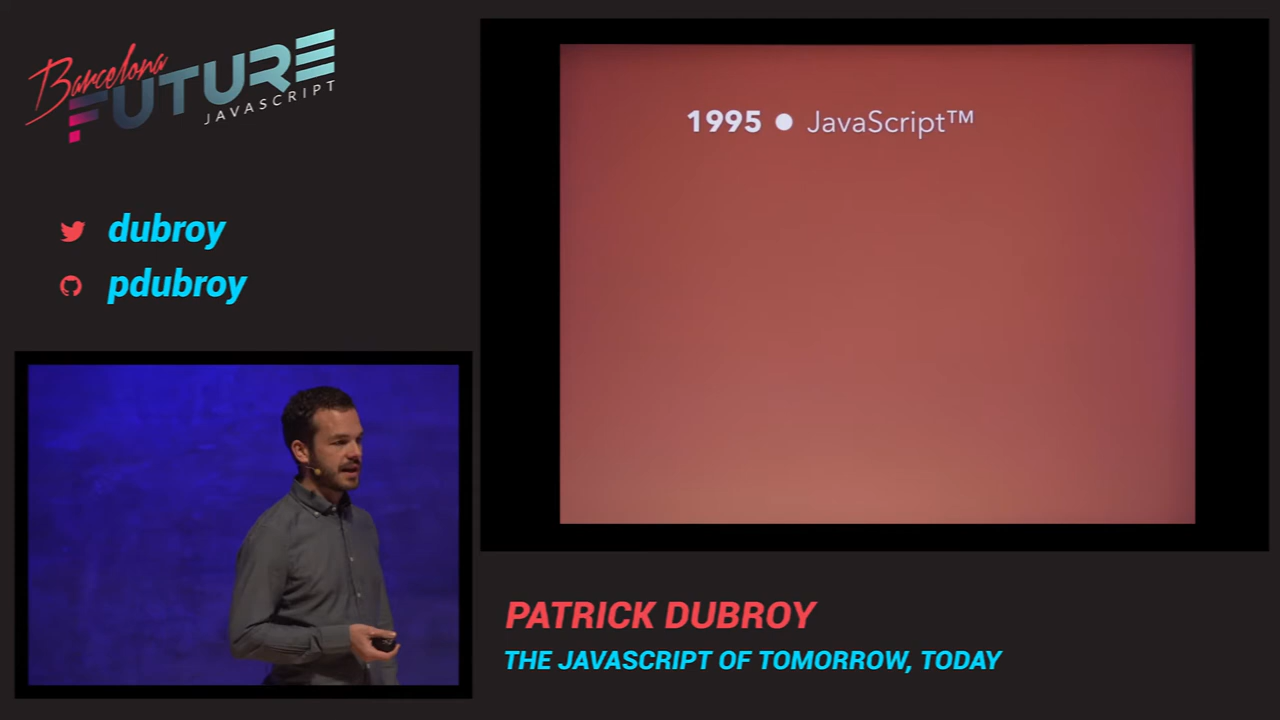 Barcelona
FUTURE
JAVASCRIPT
dubroy
pdubroy
1995 ● JavaScript™
PATRICK DUBROY
THE JAVASCRIPT OF TOMORROW, TODAY